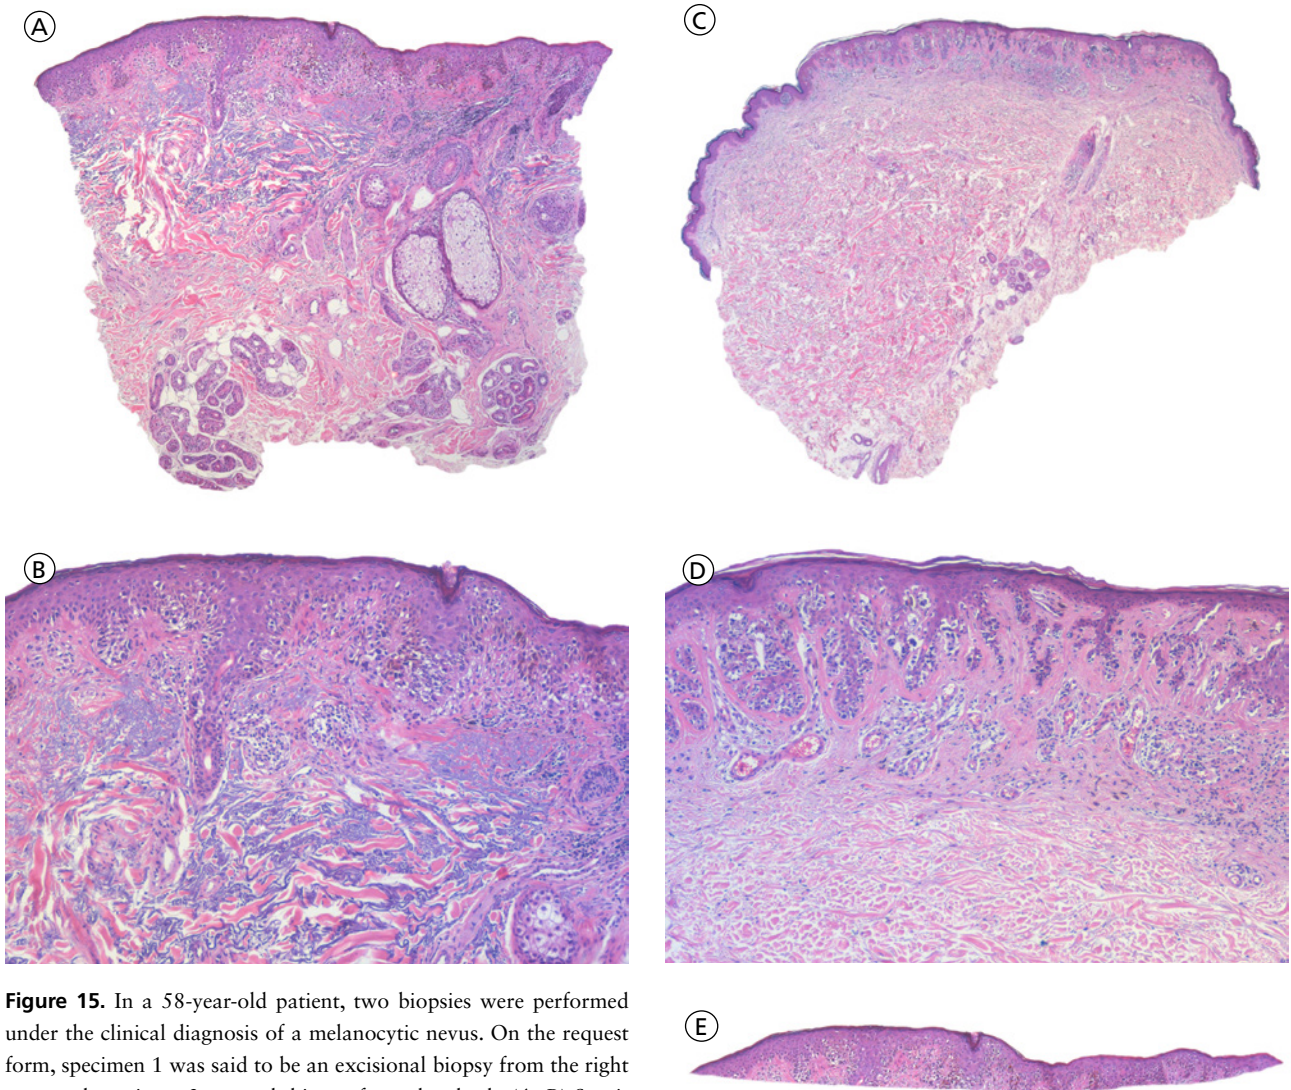 A
C
B
D
Figure 15. In a 58-year-old patient, two biopsies were performed
under the clinical diagnosis of a melanocytic nevus. On the request
form, specimen 1 was said to be an excisional biopsy from the right
E